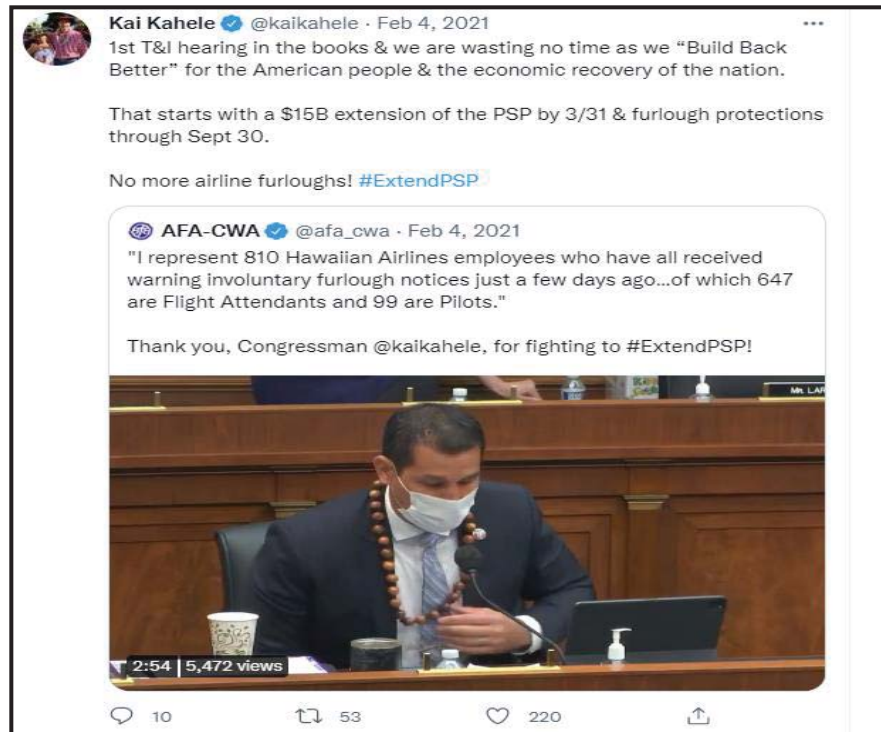 Kai Kahele @kaikahele · Feb 4, 2021
1st T&I hearing in the books & we are wasting no time as we “Build Back
Better” for the American people & the economic recovery of the nation.
That starts with a $15B extension of the PSP by 3/31 & furlough protections
through Sept 30.
No more airline furloughs! #ExtendPSP
AFA-CWA @afa_cwa · Feb 4, 2021
"I represent 810 Hawaiian Airlines employees who have all received
warning involuntary furlough notices just a few days ago...of which 647
are Flight Attendants and 99 are Pilots."
Thank you, Congressman @kaikahele, for fighting to #ExtendPSP!
MR. LAR
2:54 | 5,472 views
10 53 220